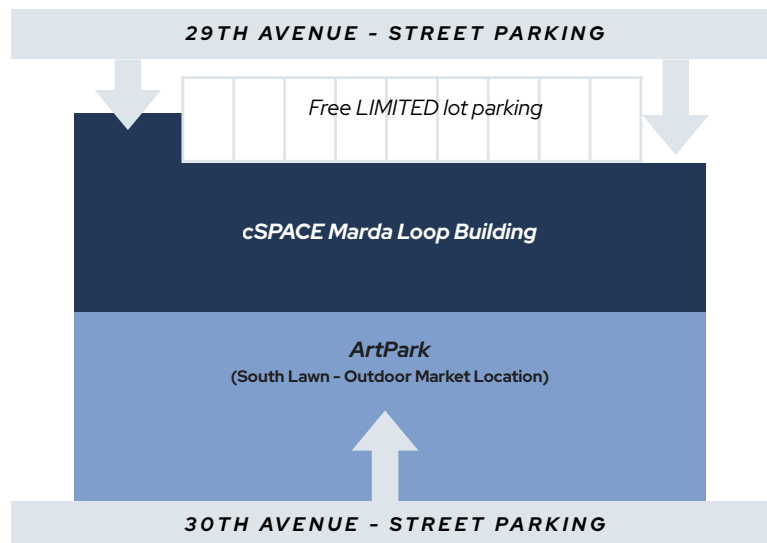 29TH AVENUE - STREET PARKING
Free LIMITED lot parking
cSPACE Marda Loop Building
ArtPark
(South Lawn - Outdoor Market Location)
30TH AVENUE - STREET PARKING